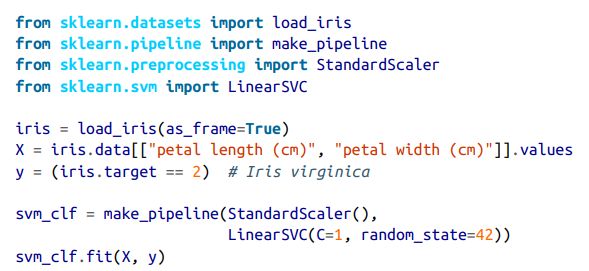 from sklearn.datasets import load_iris
from sklearn.pipeline import make_pipeline
from sklearn.preprocessing import StandardScaler
from sklearn.svm import LinearSVC

iris = load_iris(as_frame=True)
X = iris.data[["petal length (cm)", "petal width (cm)"]].values
y = (iris.target == 2)  # Iris virginica

svm_clf = make_pipeline(StandardScaler(),
                        LinearSVC(C=1, random_state=42))
svm_clf.fit(X, y)